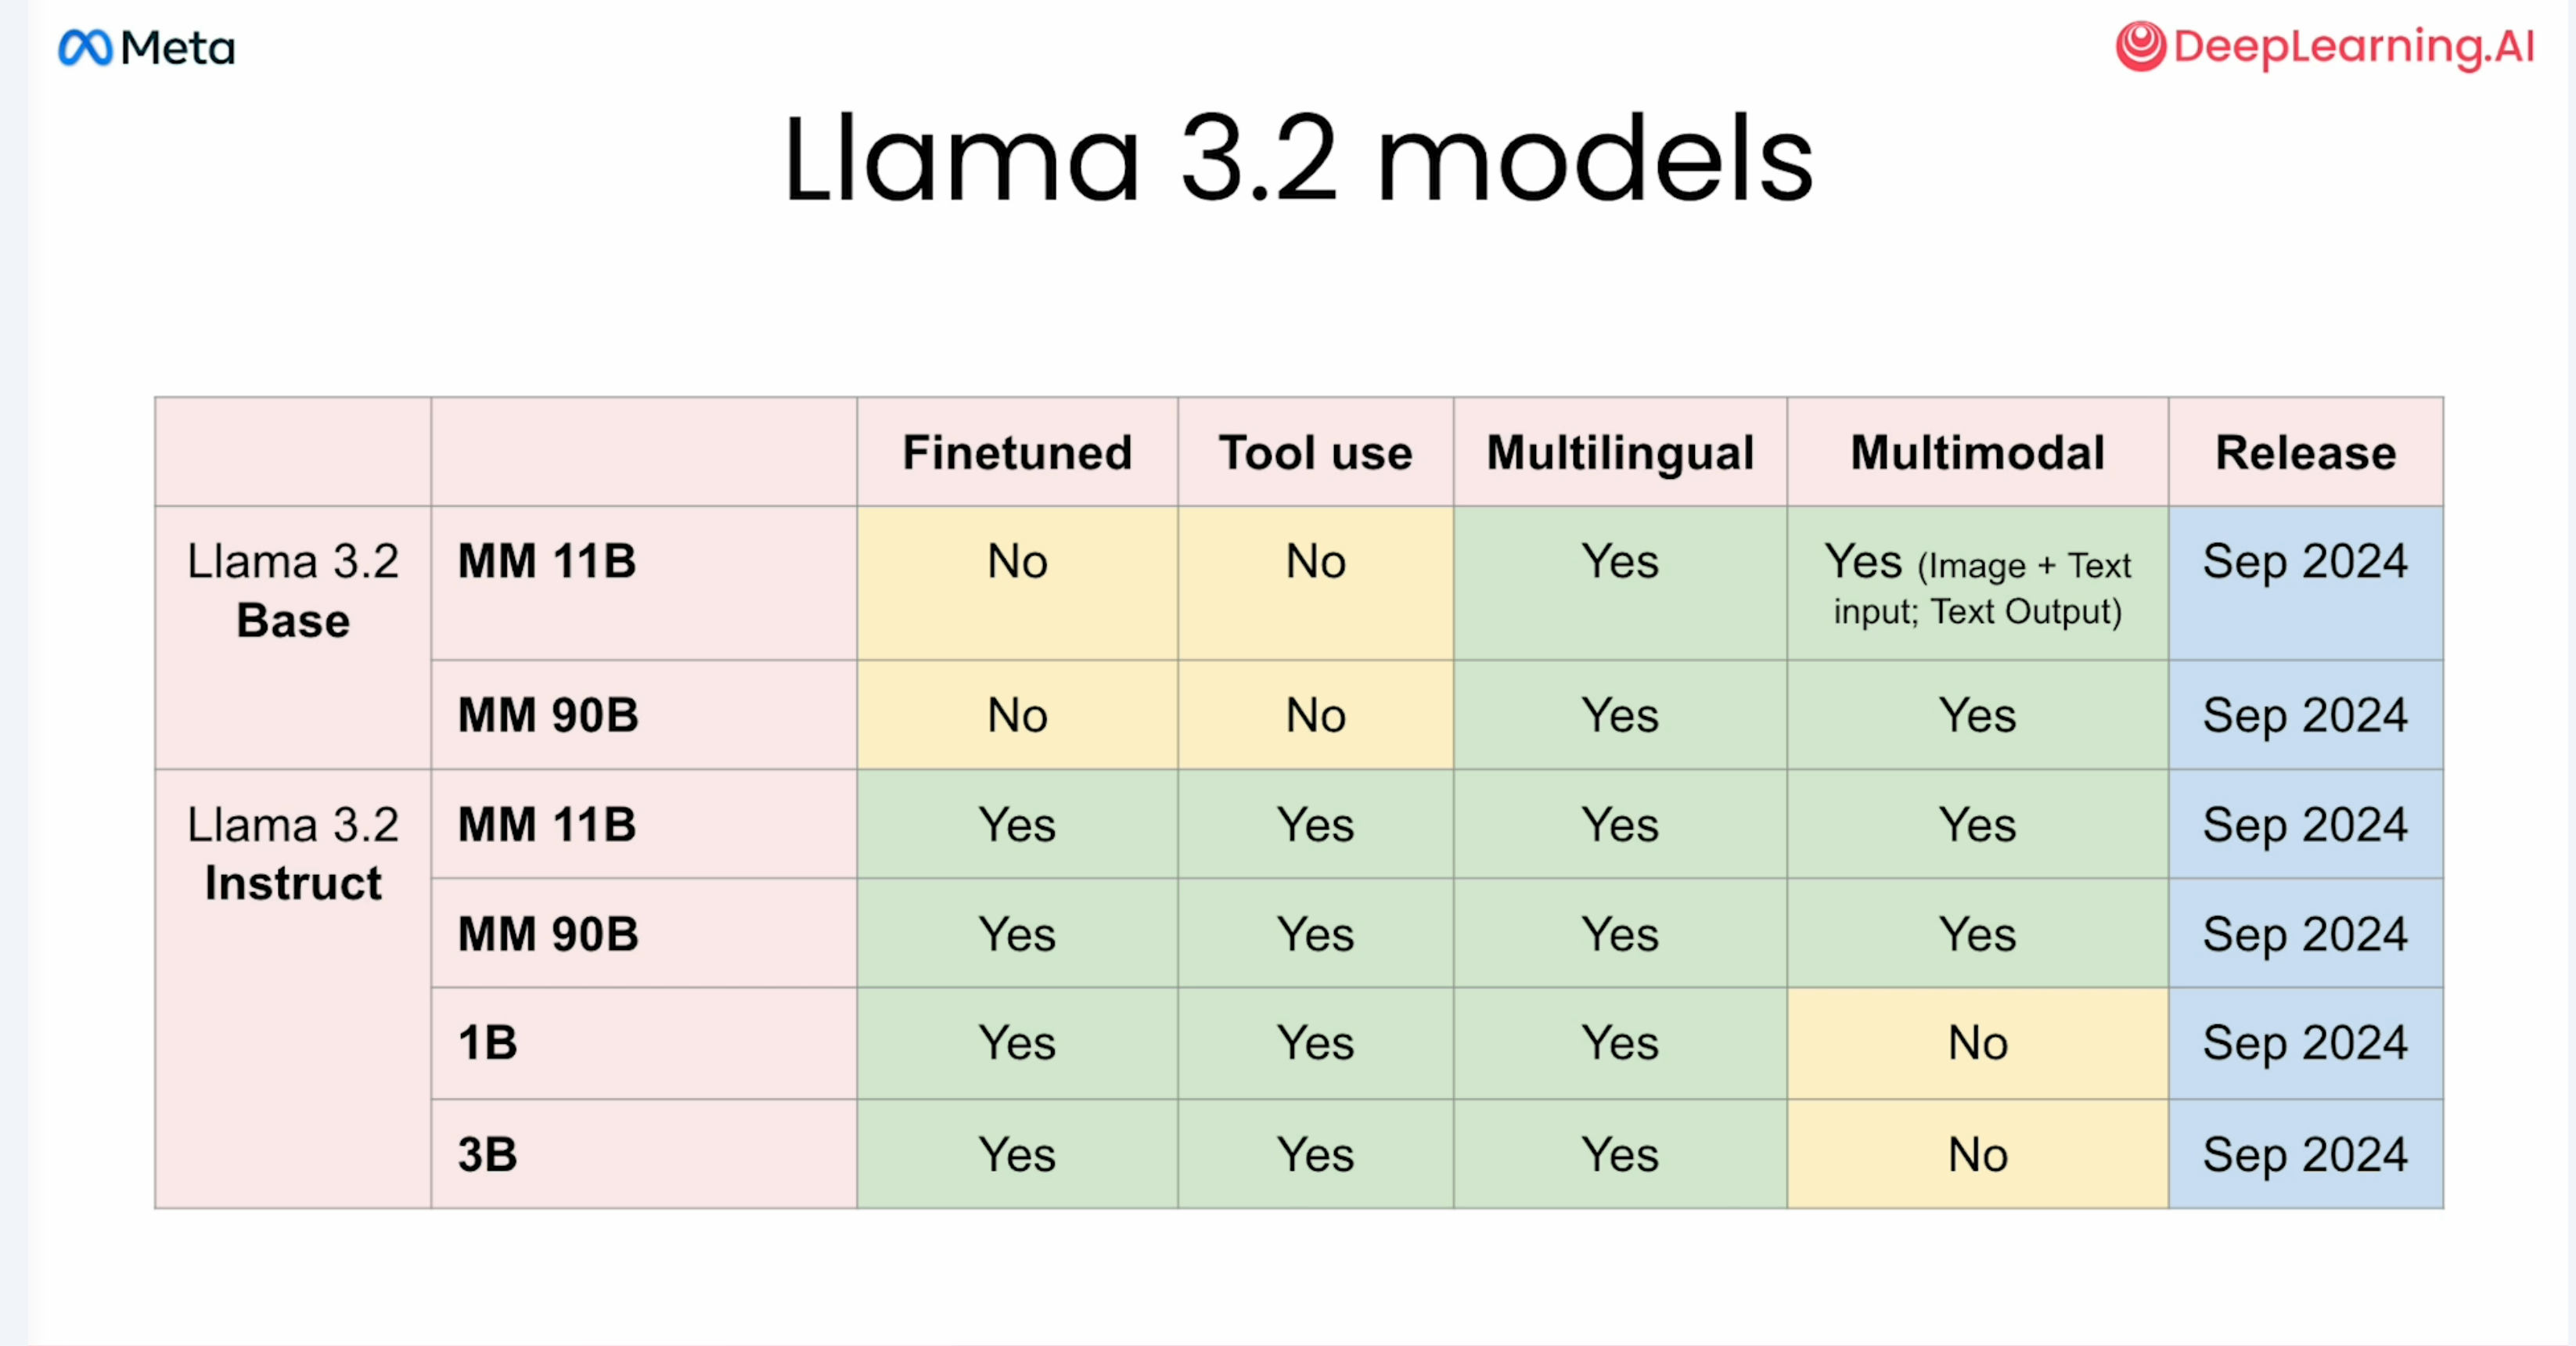 Meta
DeepLearning.AI
Llama 3.2 models
Finetuned Tool use Multilingual Multimodal Release
Llama 3.2
Base
MM 11B No No Yes Yes (Image + Text
input; Text Output) Sep 2024
MM 90B No No Yes Yes Sep 2024
Llama 3.2
Instruct
MM 11B Yes Yes Yes Yes Sep 2024
MM 90B Yes Yes Yes Yes Sep 2024
1B Yes Yes Yes No Sep 2024
3B Yes Yes Yes No Sep 2024